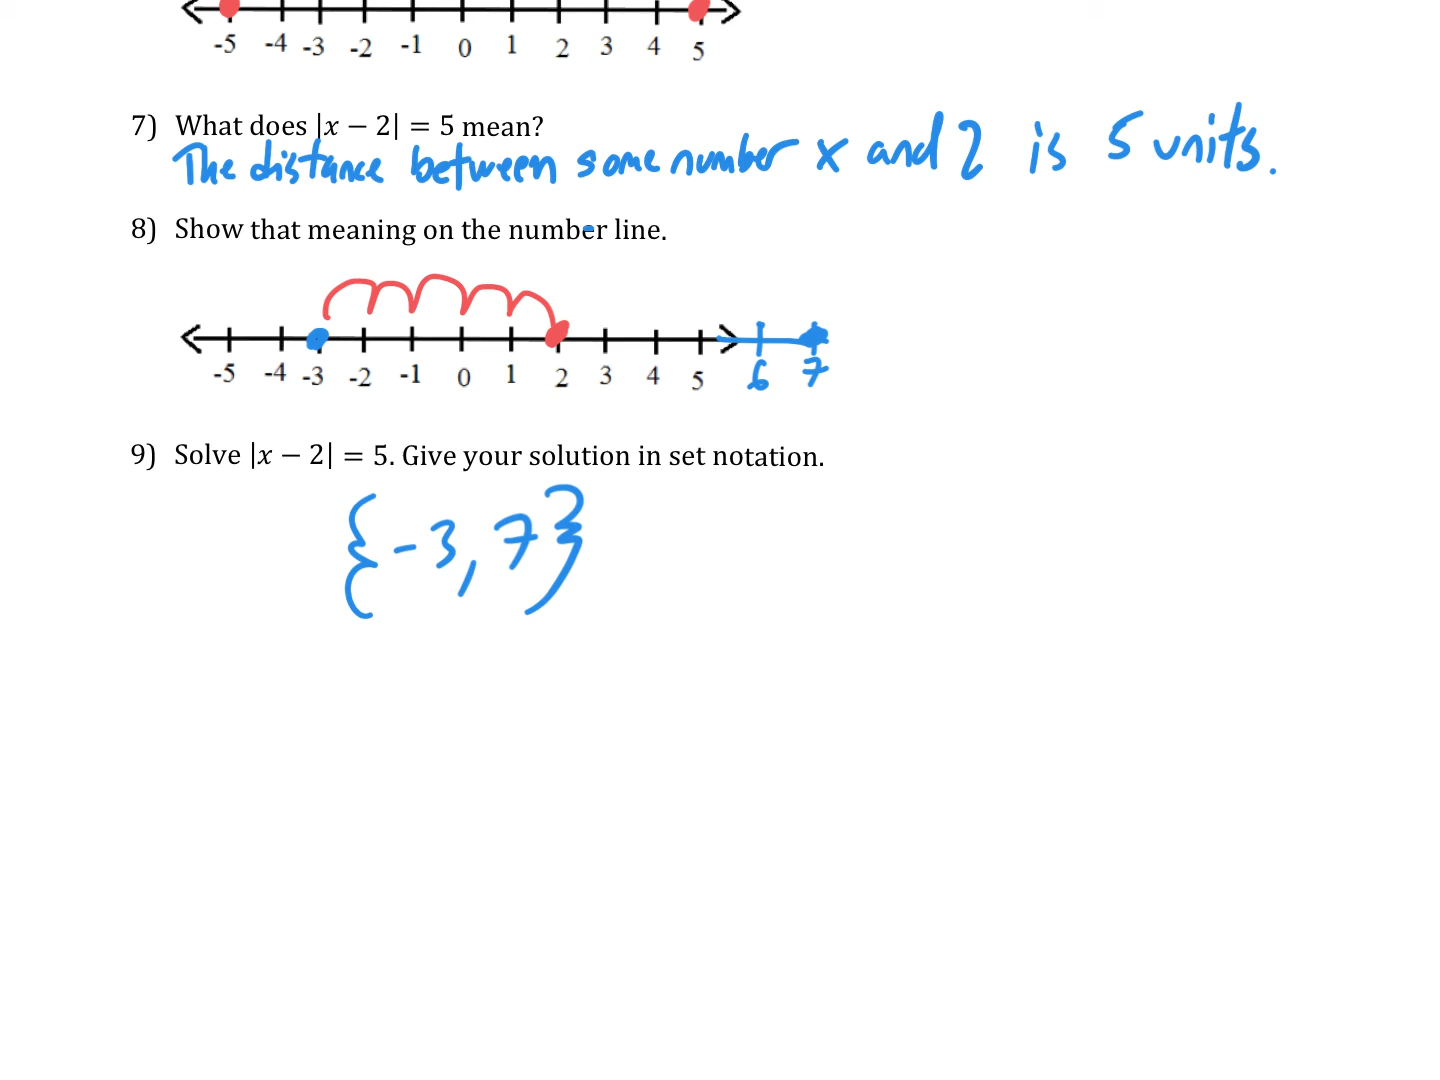 -5 -4 -3 -2 -1 0 1 2 3 4 5
7) What does |x − 2| = 5 mean?
The distance between some number x and 2 is 5 units.
8) Show that meaning on the number line.
-5 -4 -3 -2 -1 0 1 2 3 4 5 6 7
9) Solve |x − 2| = 5. Give your solution in set notation.
{-3, 7}